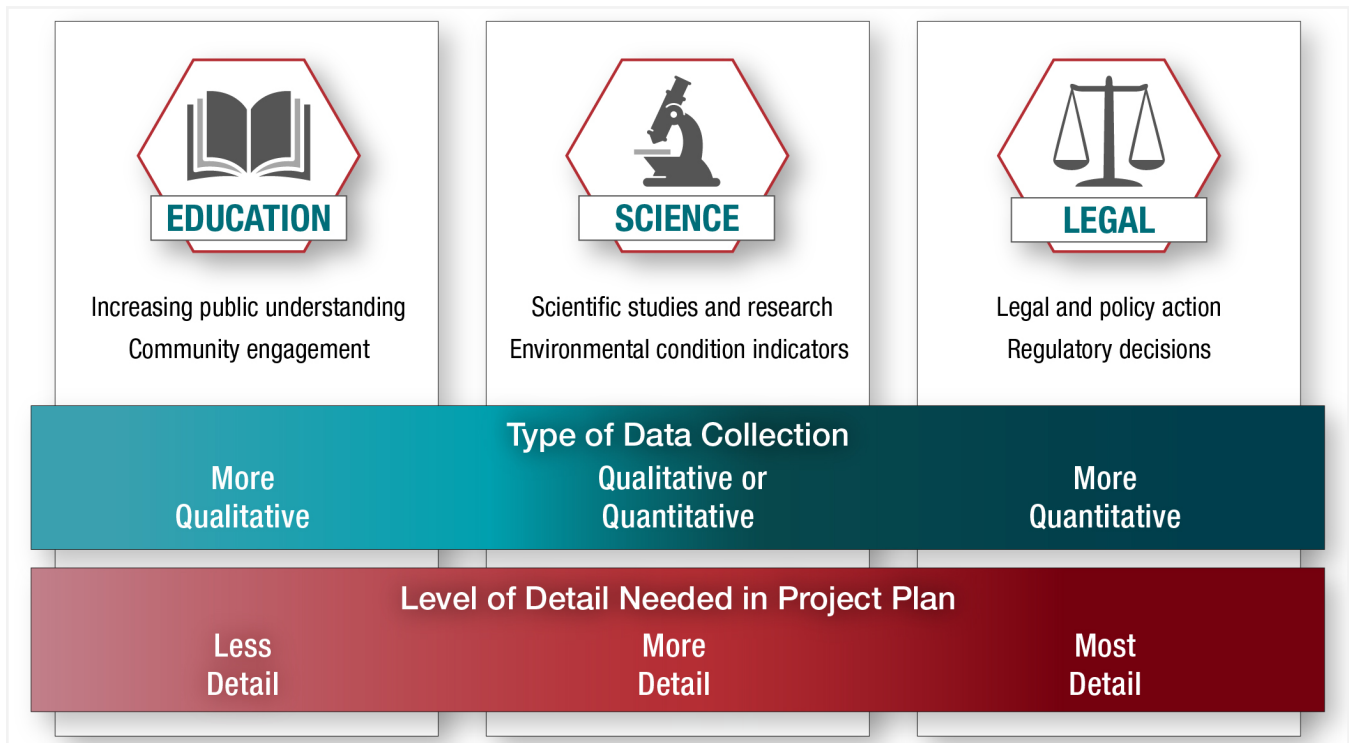 EDUCATION
Increasing public understanding
Community engagement
SCIENCE
Scientific studies and research
Environmental condition indicators
LEGAL
Legal and policy action
Regulatory decisions
Type of Data Collection
More
Qualitative
Qualitative or
Quantitative
More
Quantitative
Level of Detail Needed in Project Plan
Less
Detail
More
Detail
Most
Detail